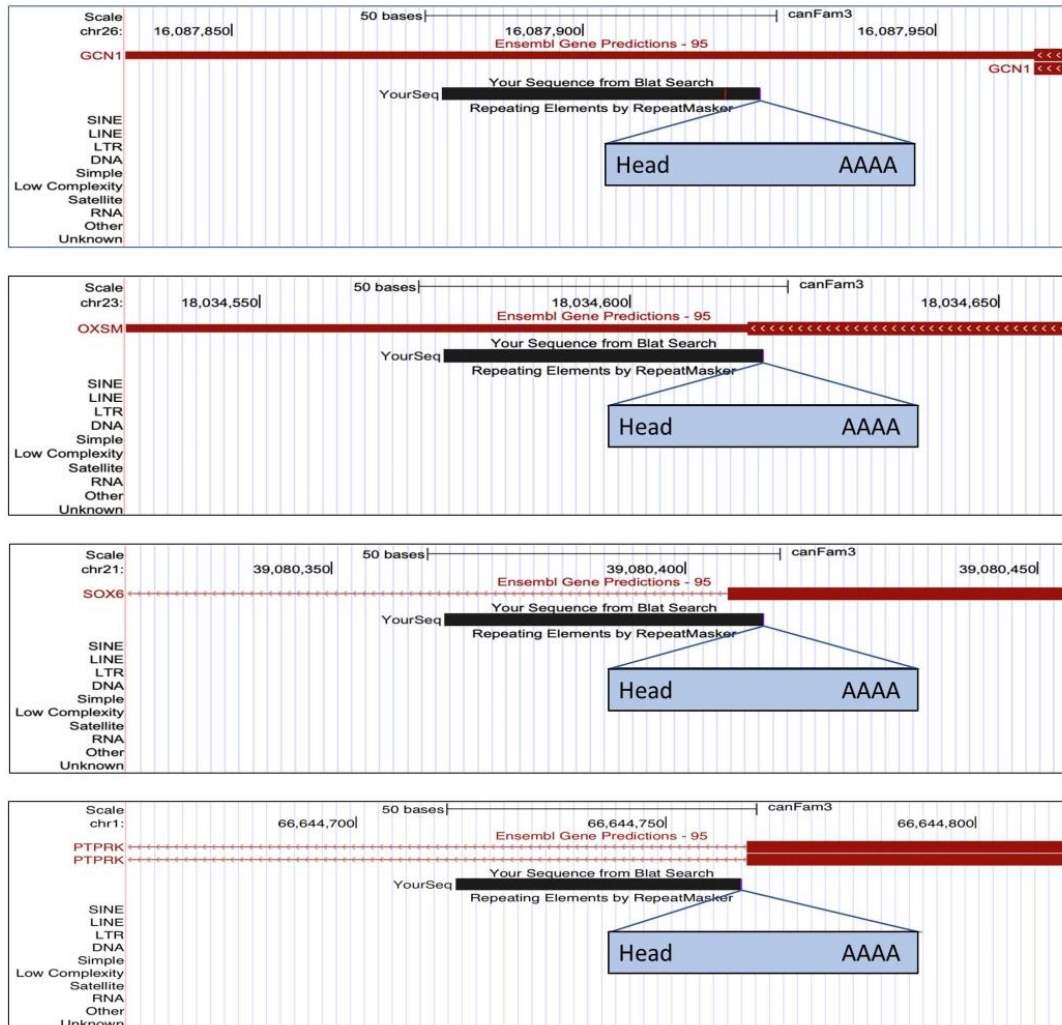 Scale 50 bases canFam3
chr26: 16,087,850 16,087,900 16,087,950
Ensembl Gene Predictions - 95
GCN1 <<<
GCN1 <<<
Your Sequence from Blat Search
YourSeq
Repeating Elements by RepeatMasker
SINE
LINE
LTR
DNA
Head AAAA
Simple
Low Complexity
Satellite
RNA
Other
Unknown
Scale 50 bases canFam3
chr23: 18,034,550 18,034,600 18,034,650
Ensembl Gene Predictions - 95
OXSM
Your Sequence from Blat Search
YourSeq
Repeating Elements by RepeatMasker
SINE
LINE
LTR
DNA
Head AAAA
Simple
Low Complexity
Satellite
RNA
Other
Unknown
Scale 50 bases canFam3
chr21: 39,080,350 39,080,400 39,080,450
Ensembl Gene Predictions - 95
SOX6
Your Sequence from Blat Search
YourSeq
Repeating Elements by RepeatMasker
SINE
LINE
LTR
DNA
Head AAAA
Simple
Low Complexity
Satellite
RNA
Other
Unknown
Scale 50 bases canFam3
chr1: 66,644,700 66,644,750 66,644,800
Ensembl Gene Predictions - 95
PTPRK
PTPRK
Your Sequence from Blat Search
YourSeq
Repeating Elements by RepeatMasker
SINE
LINE
LTR
DNA
Head AAAA
Simple
Low Complexity
Satellite
RNA
Other
Unknown